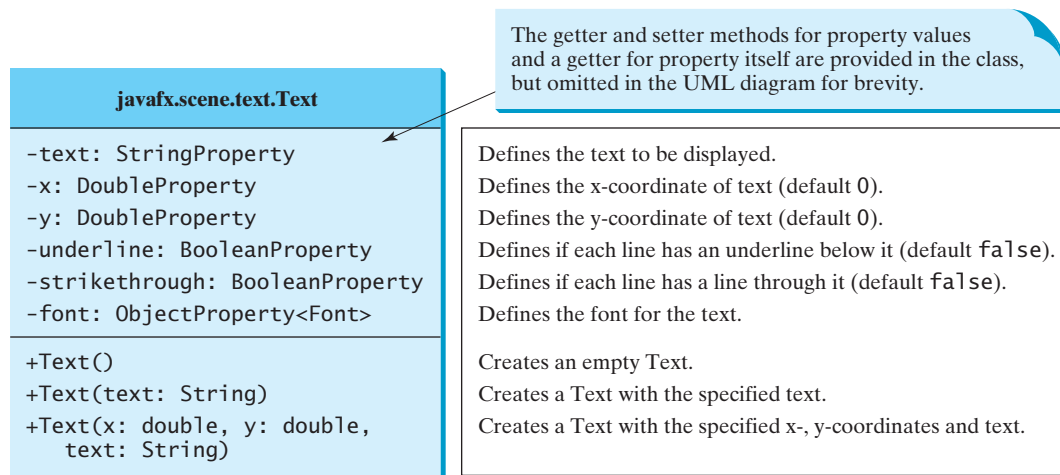 The getter and setter methods for property values
and a getter for property itself are provided in the class,
but omitted in the UML diagram for brevity.
javafx.scene.text.Text
-text: StringProperty
-x: DoubleProperty
-y: DoubleProperty
-underline: BooleanProperty
-strikethrough: BooleanProperty
-font: ObjectProperty<Font>
+Text()
+Text(text: String)
+Text(x: double, y: double,
text: String)
Defines the text to be displayed.
Defines the x-coordinate of text (default 0).
Defines the y-coordinate of text (default 0).
Defines if each line has an underline below it (default false).
Defines if each line has a line through it (default false).
Defines the font for the text.
Creates an empty Text.
Creates a Text with the specified text.
Creates a Text with the specified x-, y-coordinates and text.